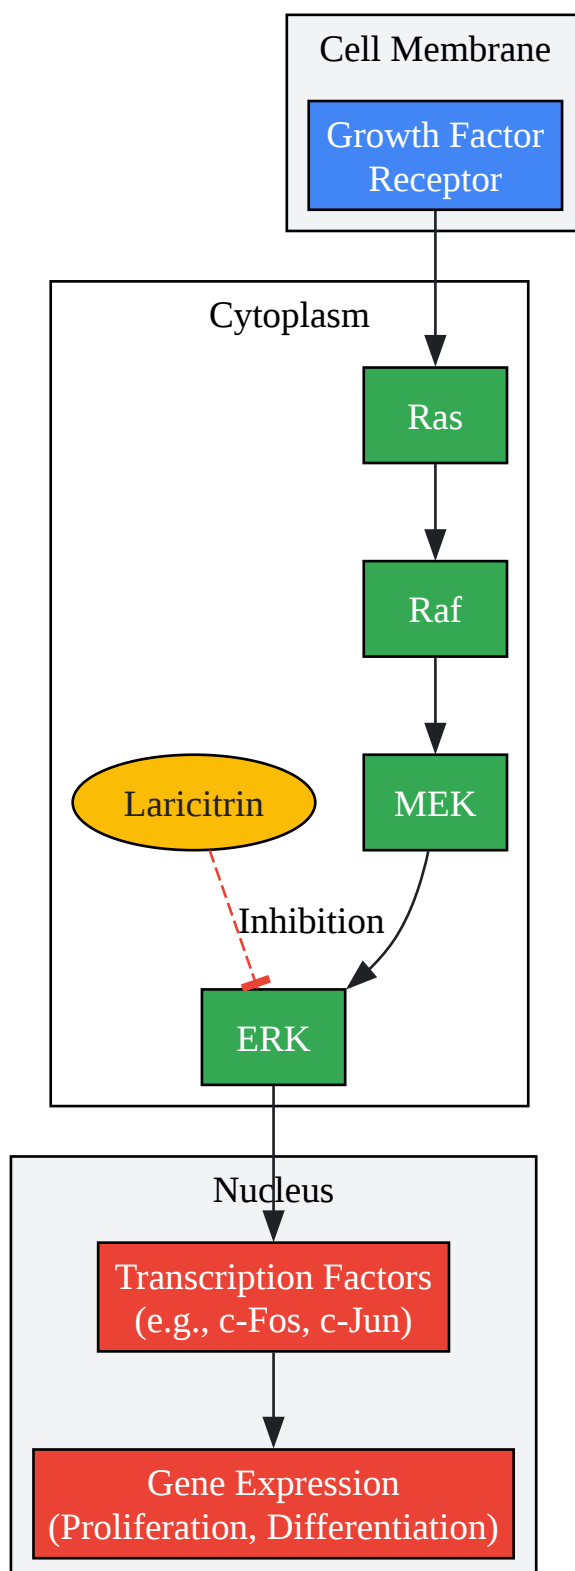 Cell Membrane
Growth Factor
Receptor
Cytoplasm
Ras
Raf
Laricitrin
MEK
Inhibition
ERK
Nucleus
Transcription Factors
(e.g., c-Fos, c-Jun)
Gene Expression
(Proliferation, Differentiation)